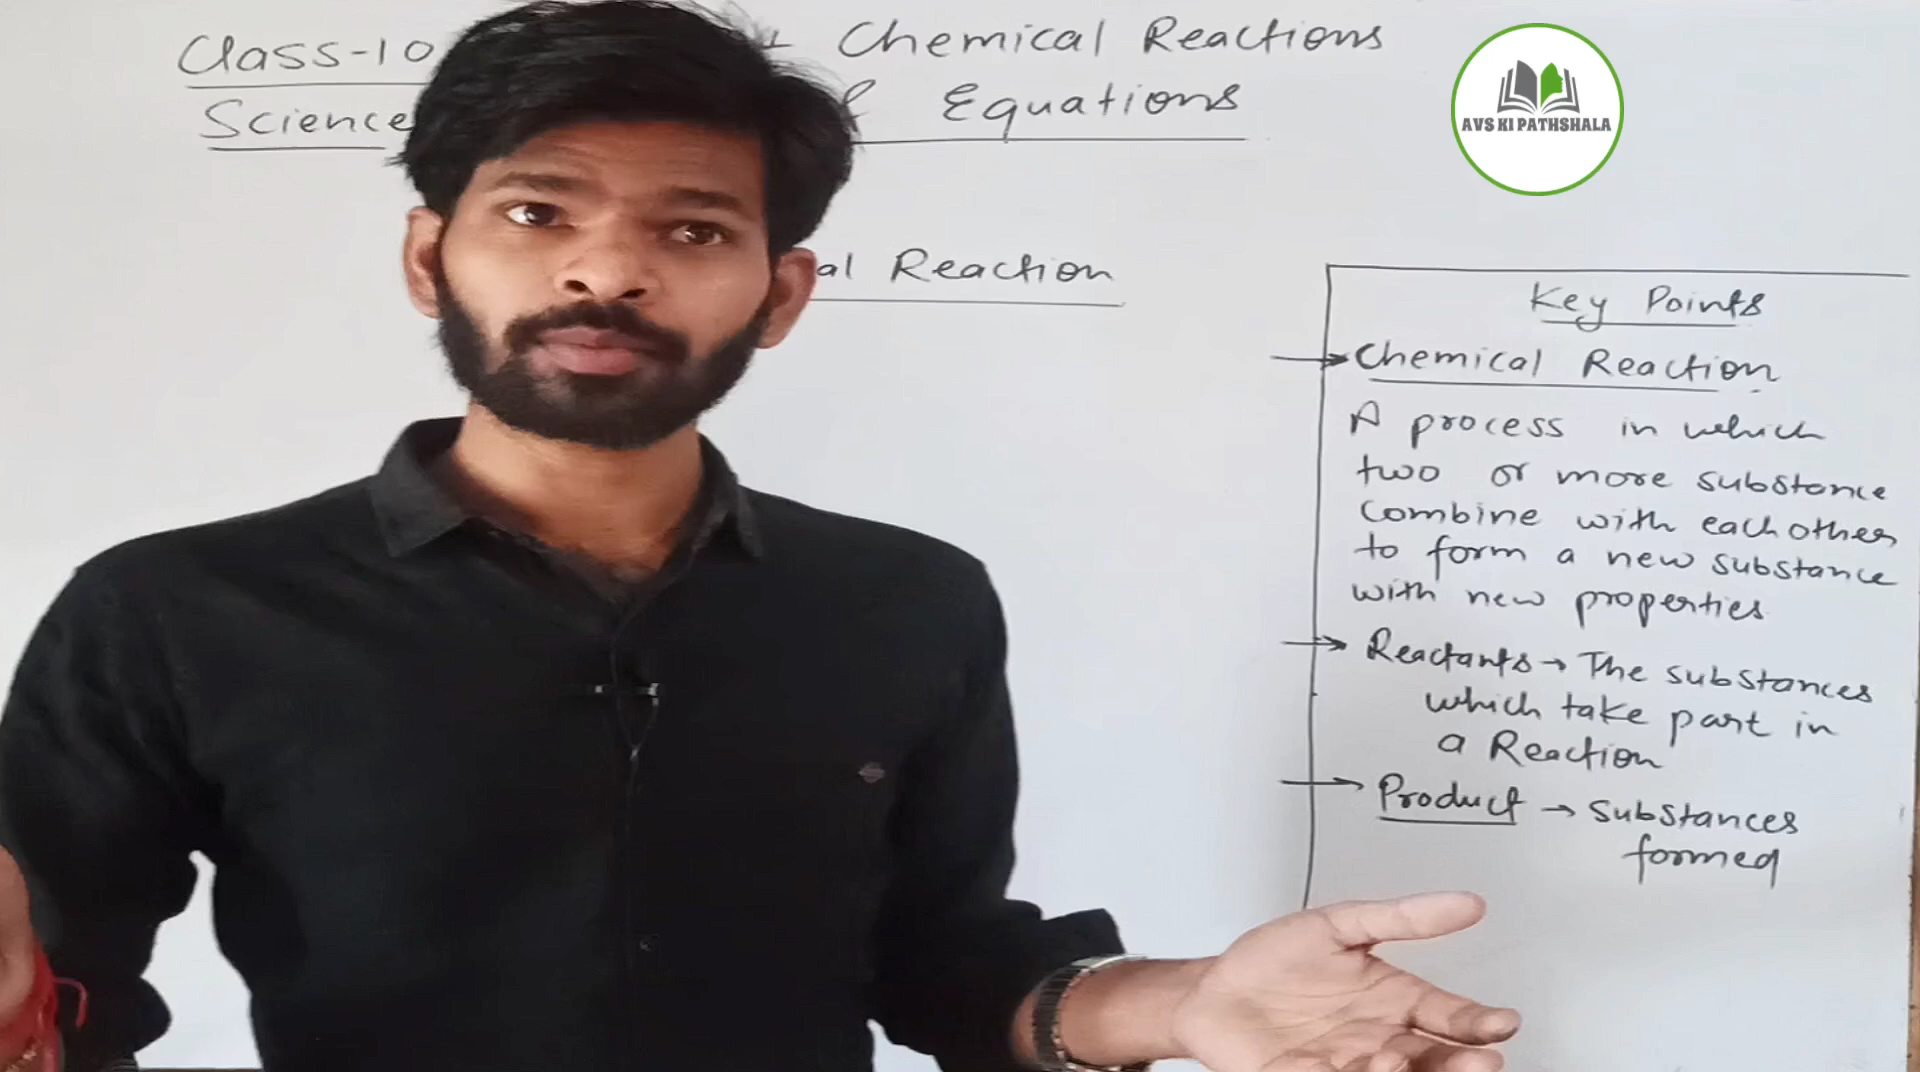 Class-10 Chemical Reactions
Science Equations
AVS KI PATHSHALA
al Reaction
Key Points
Chemical Reaction
A process in which
two or more substance
combine with each other
to form a new substance
with new properties
Reactants → The substances
which take part in
a Reaction
Product → Substances
formed